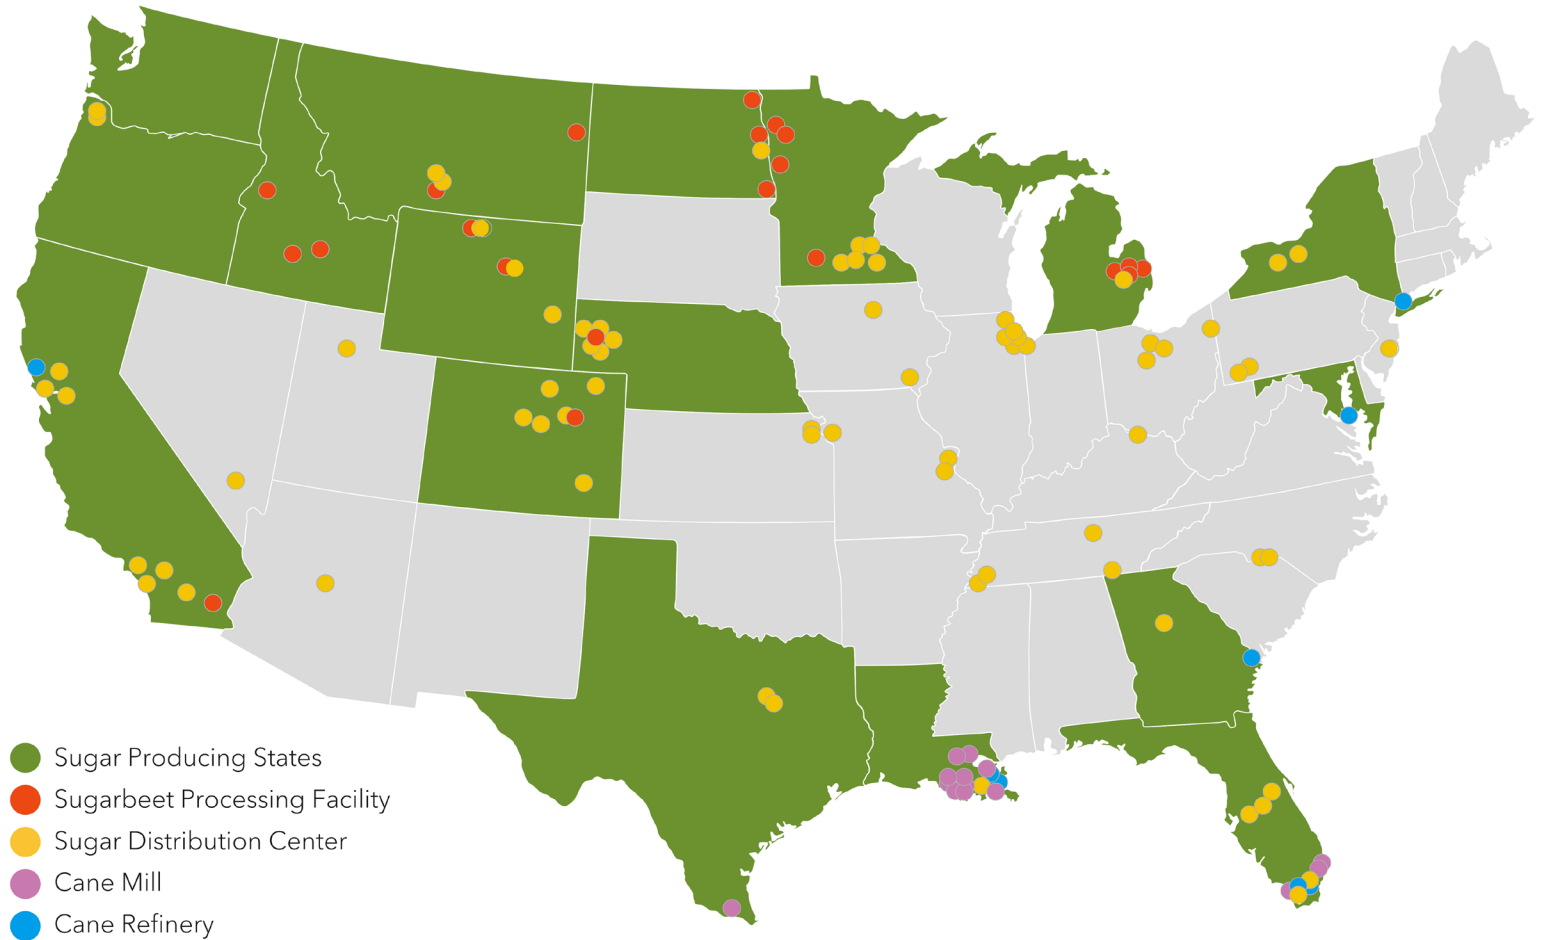 Sugar Producing States
Sugarbeet Processing Facility
Sugar Distribution Center
Cane Mill
Cane Refinery